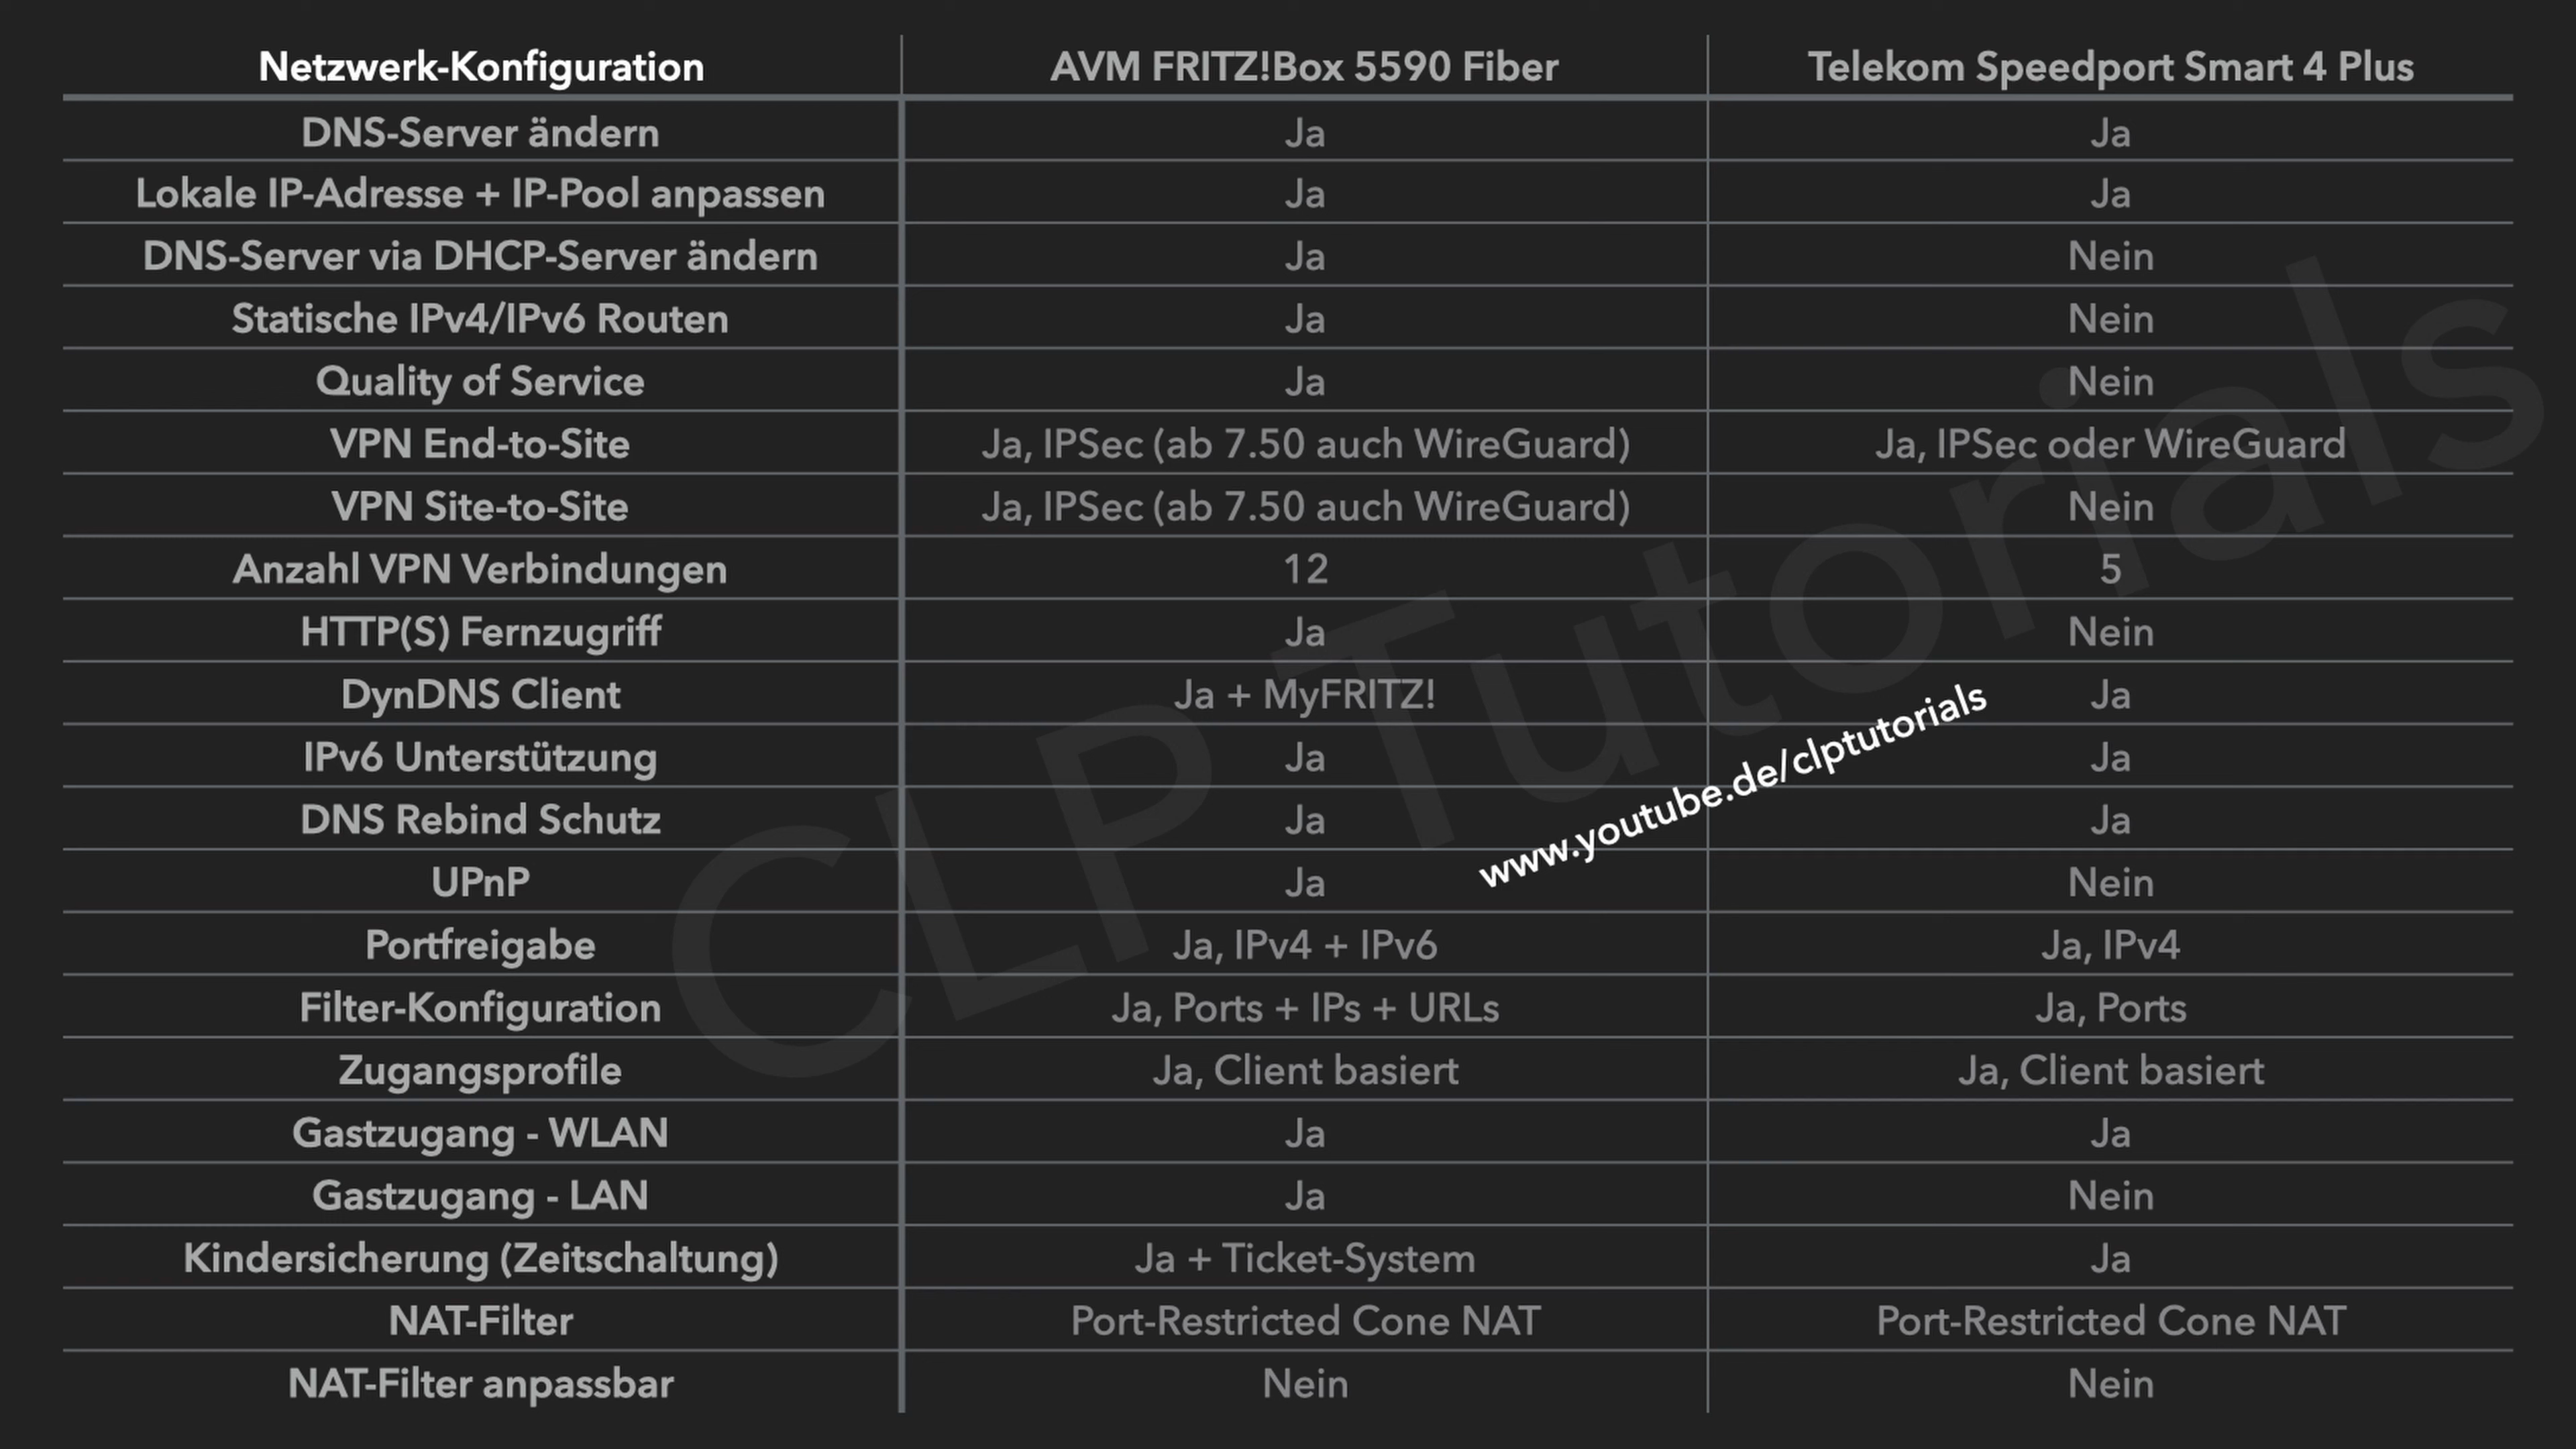 Netzwerk-Konfiguration AVM FRITZ!Box 5590 Fiber Telekom Speedport Smart 4 Plus
DNS-Server ändern Ja Ja
Lokale IP-Adresse + IP-Pool anpassen Ja Ja
DNS-Server via DHCP-Server ändern Ja Nein
Statische IPv4/IPv6 Routen Ja Nein
Quality of Service Ja Nein
VPN End-to-Site Ja, IPSec (ab 7.50 auch WireGuard) Ja, IPSec oder WireGuard
VPN Site-to-Site Ja, IPSec (ab 7.50 auch WireGuard) Nein
Anzahl VPN Verbindungen 12 5
HTTP(S) Fernzugriff Ja Nein
DynDNS Client Ja + MyFRITZ! Ja
IPv6 Unterstützung Ja Ja
DNS Rebind Schutz Ja Ja
UPnP Ja Nein
Portfreigabe Ja, IPv4 + IPv6 Ja, IPv4
Filter-Konfiguration Ja, Ports + IPs + URLs Ja, Ports
Zugangsprofile Ja, Client basiert Ja, Client basiert
Gastzugang - WLAN Ja Ja
Gastzugang - LAN Ja Nein
Kindersicherung (Zeitschaltung) Ja + Ticket-System Ja
NAT-Filter Port-Restricted Cone NAT Port-Restricted Cone NAT
NAT-Filter anpassbar Nein Nein
CLP Tutorials
www.youtube.de/clptutorials